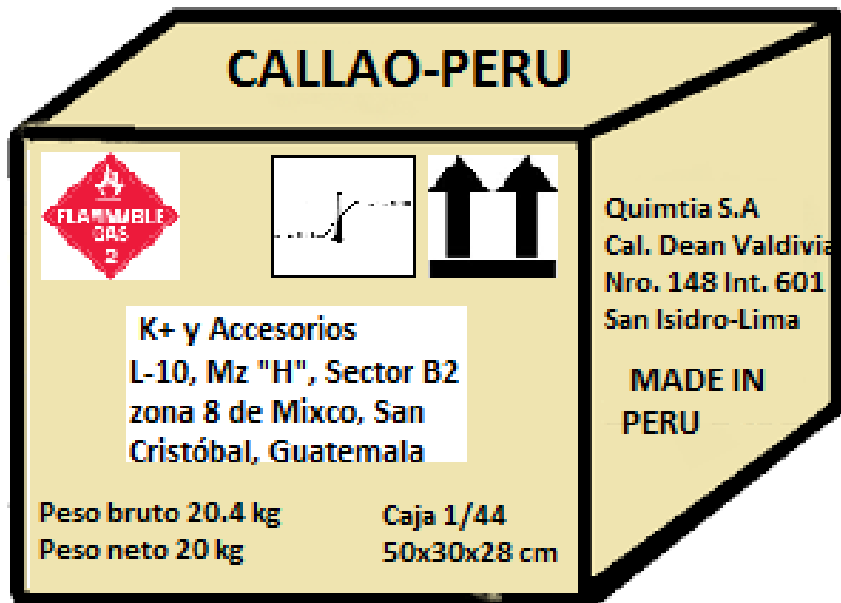 CALLAO-PERU
FLAMMABLE
GAS
2
K+ y Accesorios
L-10, Mz "H", Sector B2
zona 8 de Mixco, San
Cristóbal, Guatemala
Peso bruto 20.4 kg
Peso neto 20 kg
Caja 1/44
50x30x28 cm
Quimtia S.A
Cal. Dean Valdivia
Nro. 148 Int. 601
San Isidro-Lima
MADE IN
PERU